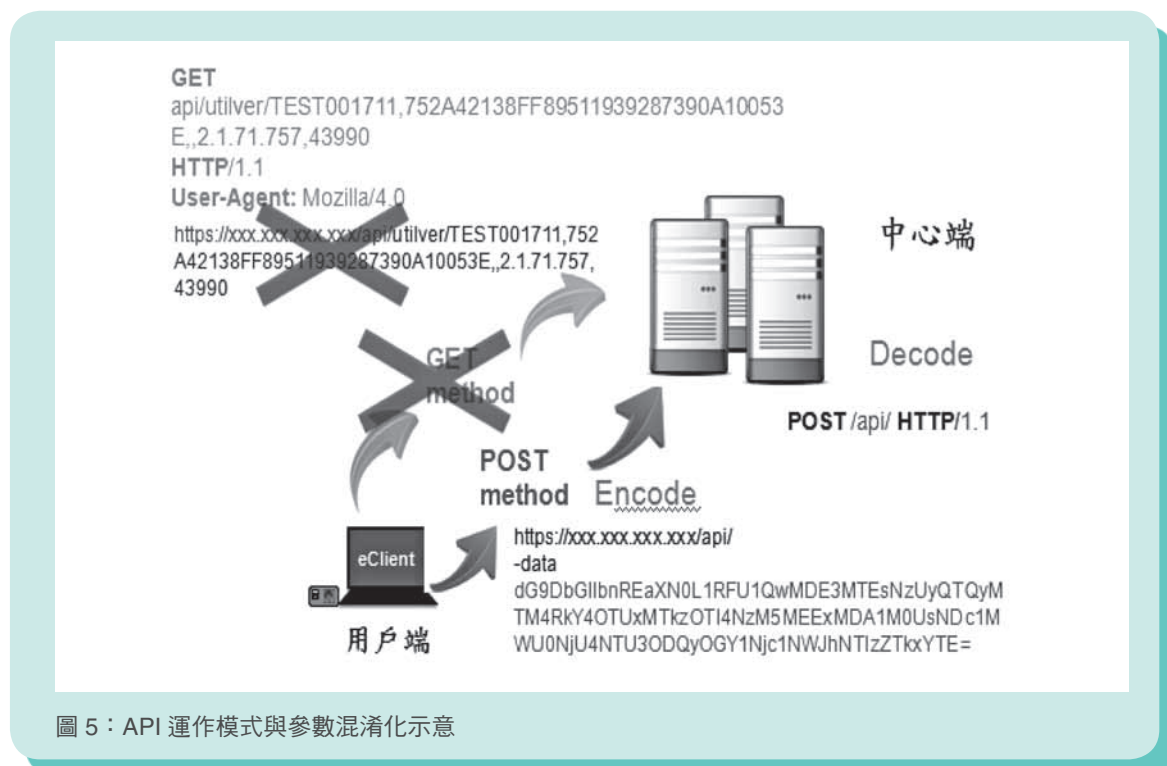 GET
api/utilver/TEST001711,752A42138FF89511939287390A10053
E,,2.1.71.757,43990
HTTP/1.1
User-Agent: Mozilla/4.0
https://xxx.xxx.xxx.xxx/api/utilver/TEST001711,752
A42138FF89511939287390A10053E,,2.1.71.757,
43990
中心端
Decode
GET
method
POST /api/ HTTP/1.1
POST
method Encode
https://xxx.xxx.xxx.xxx/api/
-data
eClient
dG9DbGllbnREaXN0L1RFU1QwMDE3MTEsNzUyQTQyM
TM4RkY4OTUxMTkzOTI4NzM5MEExMDA1M0UsNDc1M
WU0NjU4NTU3ODQyOGY1Njc1NWJhNTIzZTkxYTE=
用戶端
圖 5：API 運作模式與參數混淆化示意